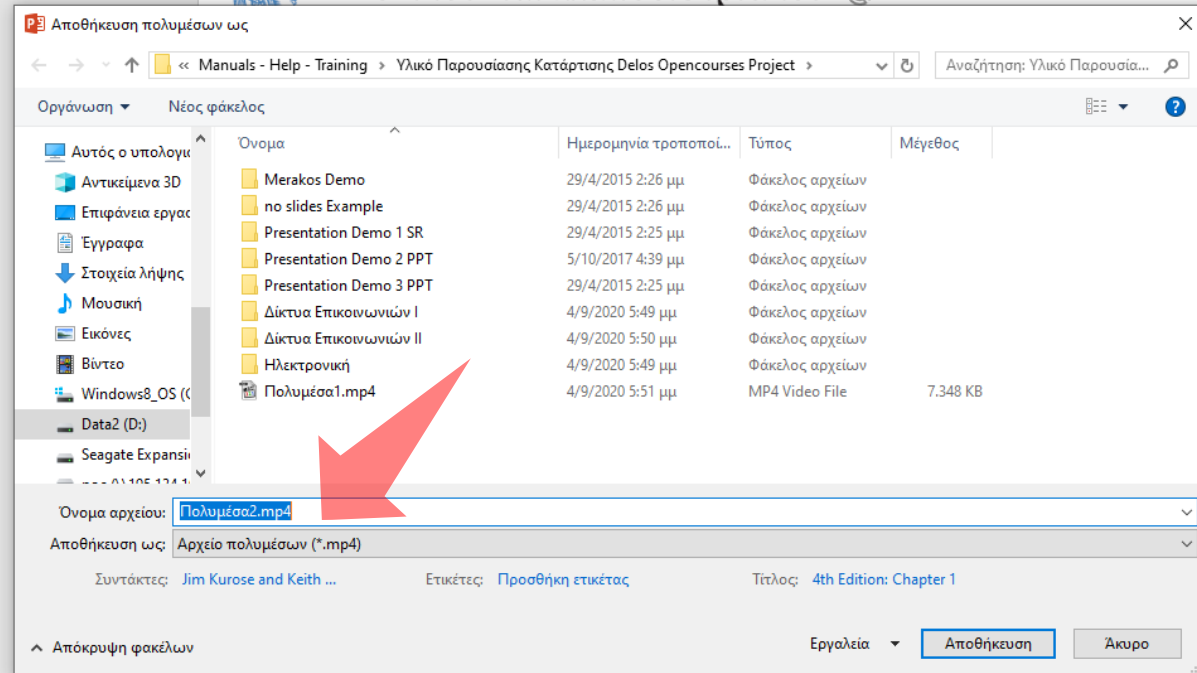 Αποθήκευση πολυμέσων ως
« Manuals - Help - Training › Υλικό Παρουσίασης Κατάρτισης Delos Opencourses Project ›
Αναζήτηση: Υλικό Παρουσία...
Οργάνωση
Νέος φάκελος
Αυτός ο υπολογισ
Αντικείμενα 3D
Επιφάνεια εργασ
Έγγραφα
Στοιχεία λήψης
Μουσική
Εικόνες
Βίντεο
Windows8_OS (C
Data2 (D:)
Seagate Expansi
Όνομα Ημερομηνία τροποποί... Τύπος Μέγεθος
Merakos Demo 29/4/2015 2:26 μμ Φάκελος αρχείων
no slides Example 29/4/2015 2:26 μμ Φάκελος αρχείων
Presentation Demo 1 SR 29/4/2015 2:25 μμ Φάκελος αρχείων
Presentation Demo 2 PPT 5/10/2017 4:39 μμ Φάκελος αρχείων
Presentation Demo 3 PPT 29/4/2015 2:25 μμ Φάκελος αρχείων
Δίκτυα Επικοινωνιών Ι 4/9/2020 5:49 μμ Φάκελος αρχείων
Δίκτυα Επικοινωνιών ΙΙ 4/9/2020 5:50 μμ Φάκελος αρχείων
Ηλεκτρονική 4/9/2020 5:49 μμ Φάκελος αρχείων
Πολυμέσα1.mp4 4/9/2020 5:51 μμ MP4 Video File 7.348 KB
Όνομα αρχείου: Πολυμέσα2.mp4
Αποθήκευση ως: Αρχείο πολυμέσων (*.mp4)
Συντάκτες: Jim Kurose and Keith ... Ετικέτες: Προσθήκη ετικέτας Τίτλος: 4th Edition: Chapter 1
Απόκρυψη φακέλων
Εργαλεία Αποθήκευση Άκυρο